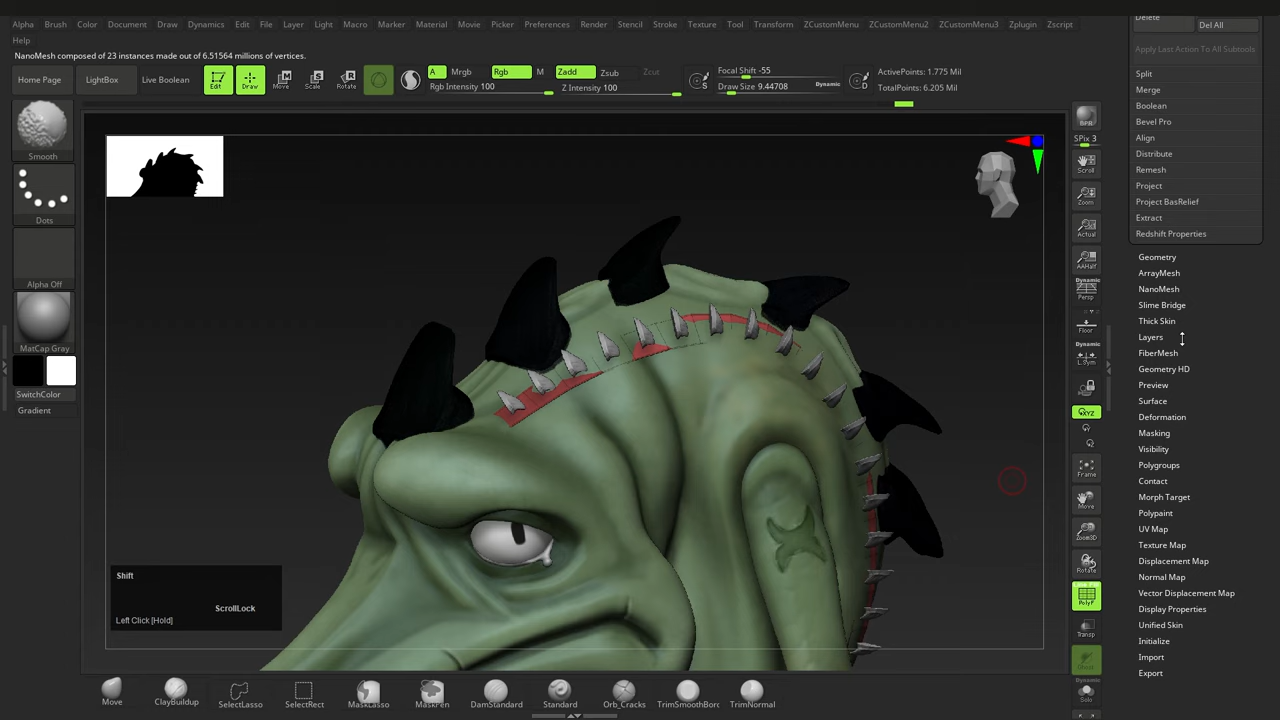 Alpha Brush Color Document Draw Dynamics Edit File Layer Light Macro Marker Material Movie Picker Preferences Render Stencil Stroke Texture Tool Transform ZCustomMenu ZCustomMenu2 ZCustomMenu3 Zplugin Zscript
Help
NanoMesh composed of 23 instances made out of 6.51564 millions of vertices.
Home Page LightBox Live Boolean Edit Draw Move Scale Rotate A Mrgb Rgb M Zadd Zsub Zcut Focal Shift -55 ActivePoints: 1.775 Mil
Rgb Intensity 100 Z Intensity 100 S Draw Size 9.44708 Dynamic D TotalPoints: 6.205 Mil
Smooth
Dots
Alpha Off
MatCap Gray
SwitchColor
Gradient
Shift
ScrollLock
Left Click [Hold]
Move ClayBuildup SelectLasso SelectRect MaskLasso MaskPen DamStandard Standard Orb_Cracks TrimSmoothBord TrimNormal
BPR
SPix 3
Scroll
Zoom
Actual
AAHalf
Dynamic
Persp
Floor
Dynamic
L.Sym
XYZ
Frame
Move
Zoom3D
Rotate
PolyF
Transp
Ghost
Dynamic
Solo
Delete Del All
Apply Last Action To All Subtools
Split
Merge
Boolean
Bevel Pro
Align
Distribute
Remesh
Project
Project BasRelief
Extract
Redshift Properties
Geometry
ArrayMesh
NanoMesh
Slime Bridge
Thick Skin
Layers
FiberMesh
Geometry HD
Preview
Surface
Deformation
Masking
Visibility
Polygroups
Contact
Morph Target
Polypaint
UV Map
Texture Map
Displacement Map
Normal Map
Vector Displacement Map
Display Properties
Unified Skin
Initialize
Import
Export